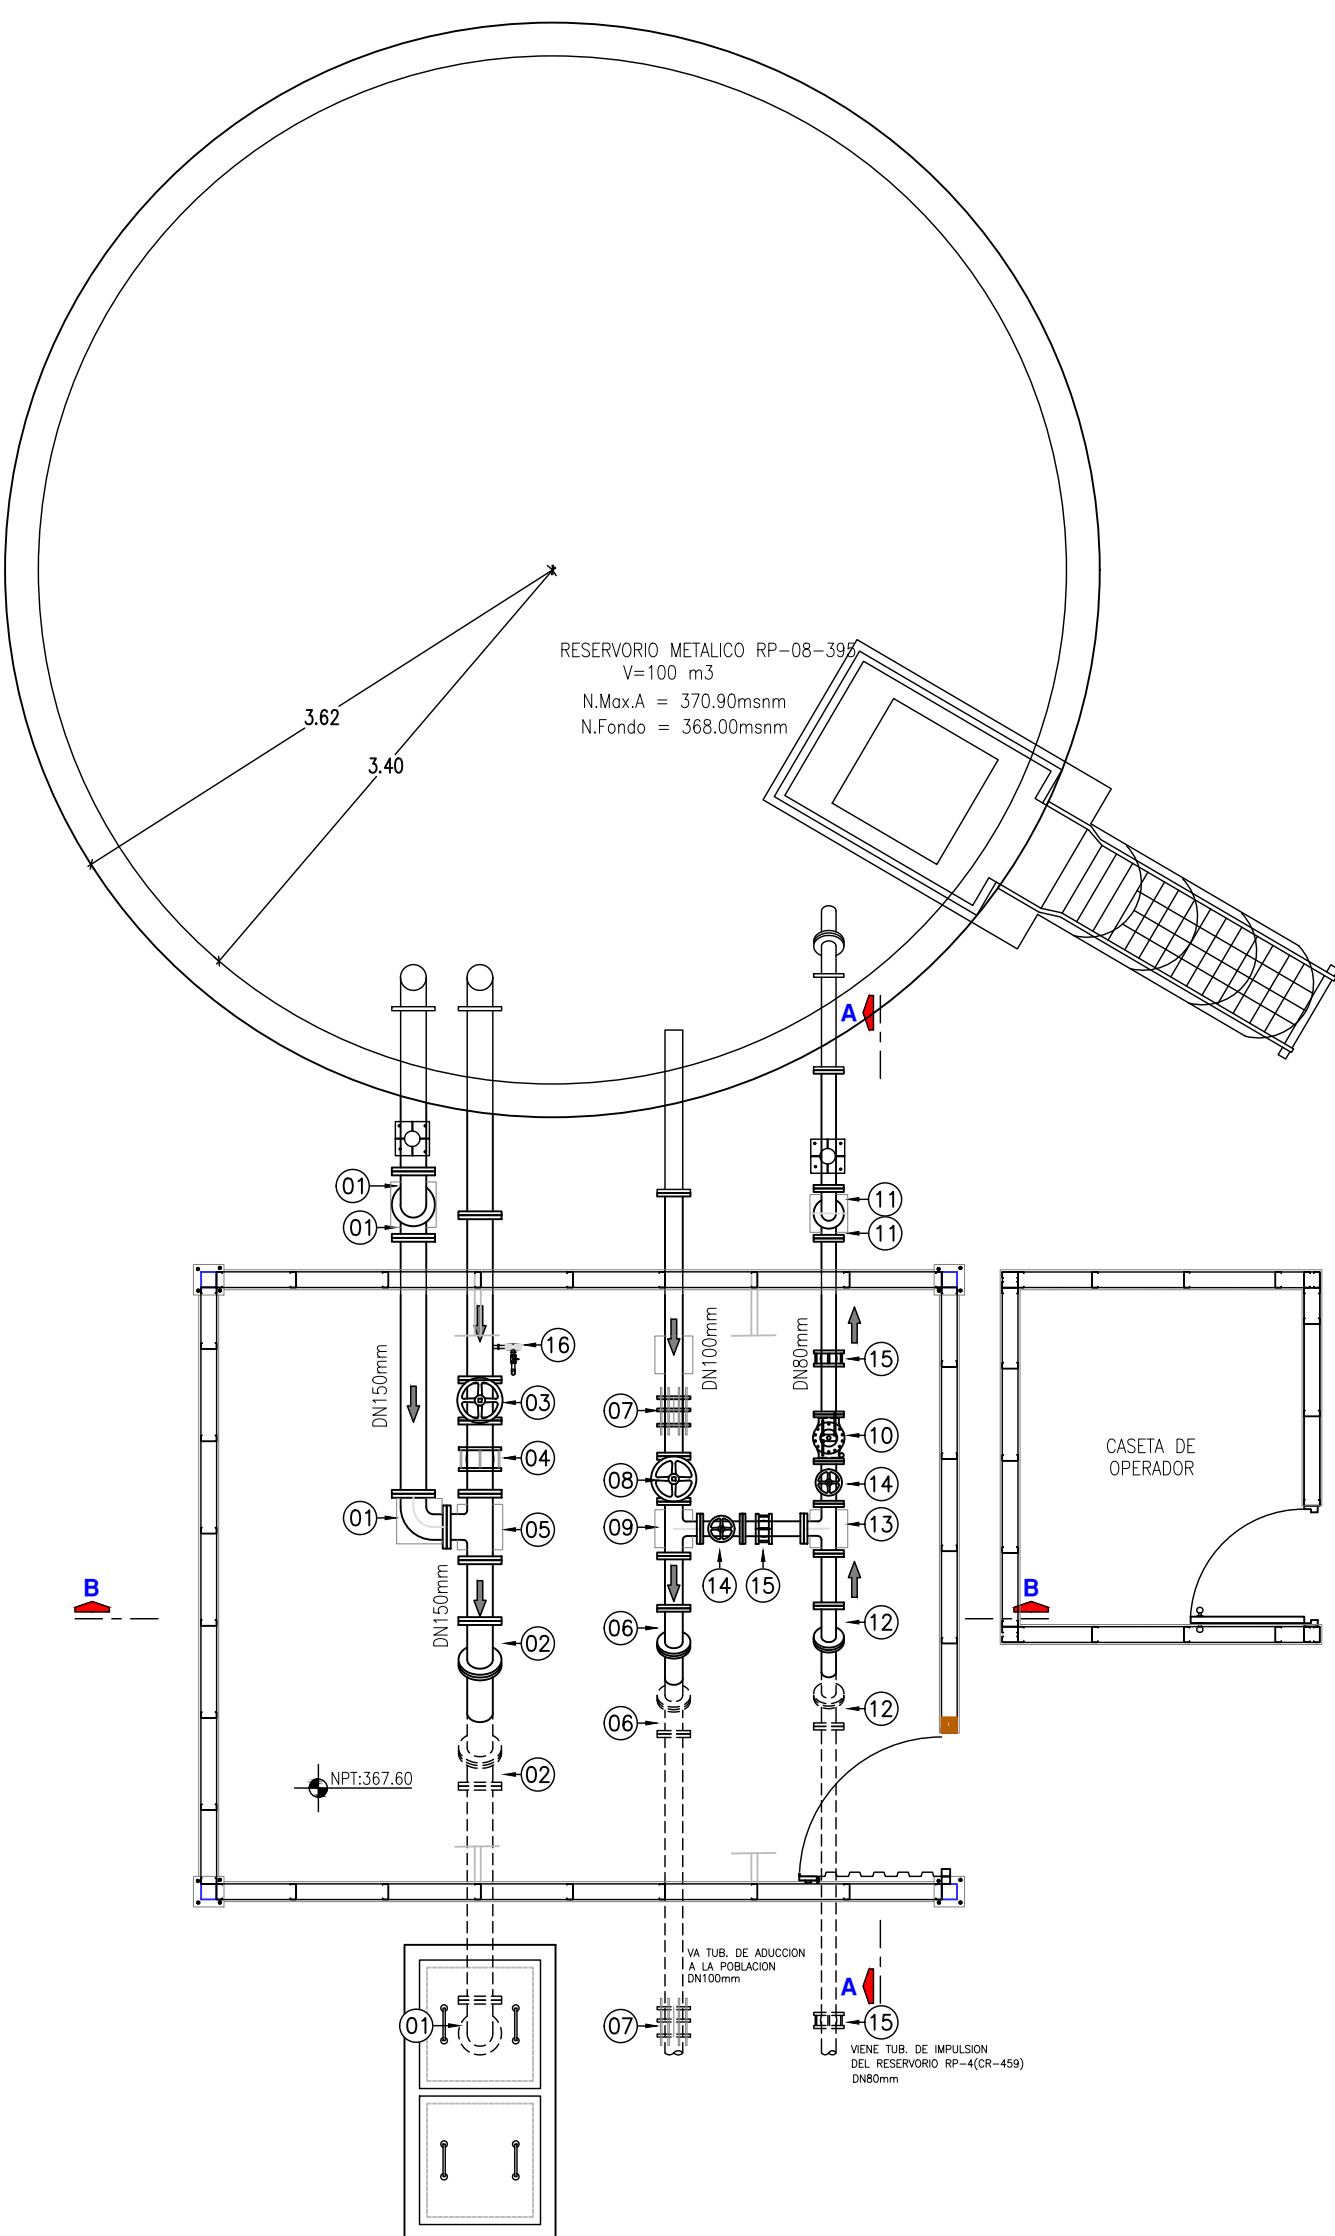 RESERVORIO METALICO RP-08-395
V=100 m3
N.Max.A = 370.90msnm
N.Fondo = 368.00msnm
3.62
3.40
A
01
01
11
11
16
15
DN150mm
DN100mm
DN80mm
03
07
10
04
08
14
01
05
09
13
14
15
CASETA DE
OPERADOR
B
B
DN150mm
02
06
12
06
12
02
NPT:367.60
VA TUB. DE ADUCCION
A LA POBLACION
DN100mm
A
01
07
15
VIENE TUB. DE IMPULSION
DEL RESERVORIO RP-4(CR-459)
DN80mm